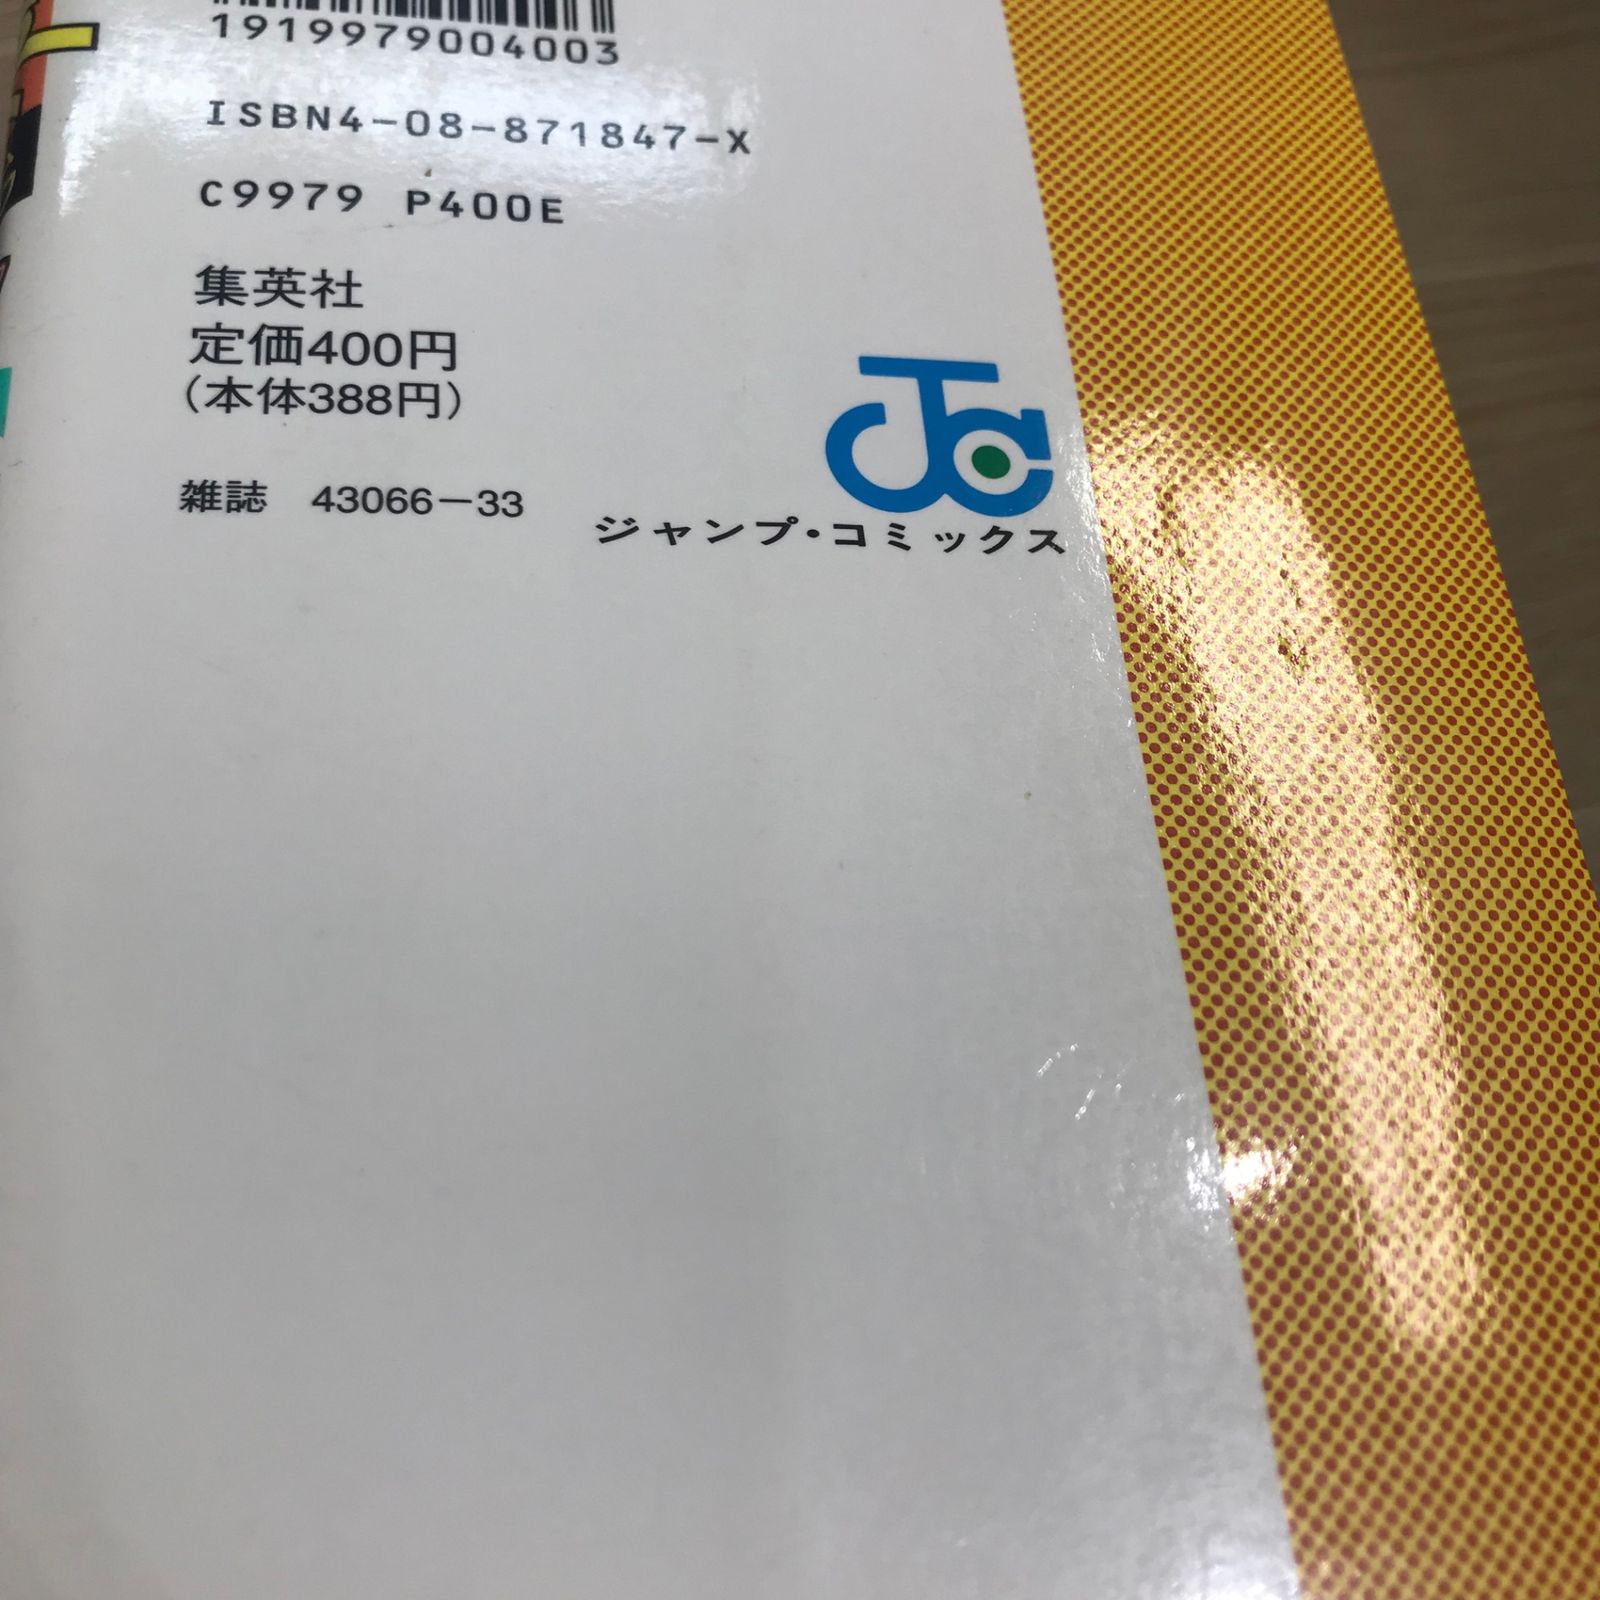 1919979004003
ISBN4-08-871847-X
C9979 P400E
集英社
定価400円
(本体388円)
雑誌 43066-33
JC
ジャンプ・コミックス